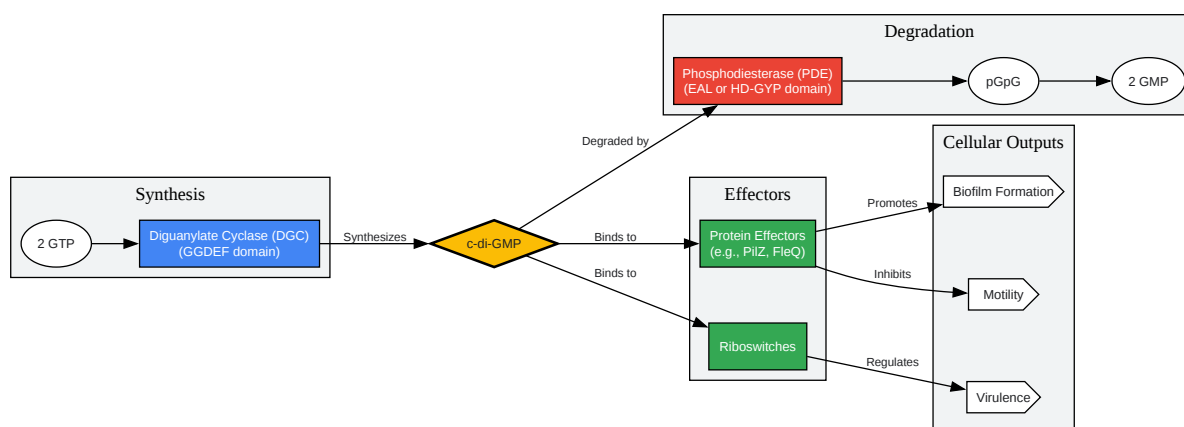 Degradation
Phosphodiesterase (PDE)
(EAL or HD-GYP domain)
pGpG
2 GMP
Degraded by
Cellular Outputs
Synthesis
Effectors
Biofilm Formation
Promotes
2 GTP
Diguanylate Cyclase (DGC)
(GGDEF domain)
Synthesizes
c-di-GMP
Binds to
Protein Effectors
(e.g., PilZ, FleQ)
Binds to
Inhibits
Motility
Riboswitches
Regulates
Virulence